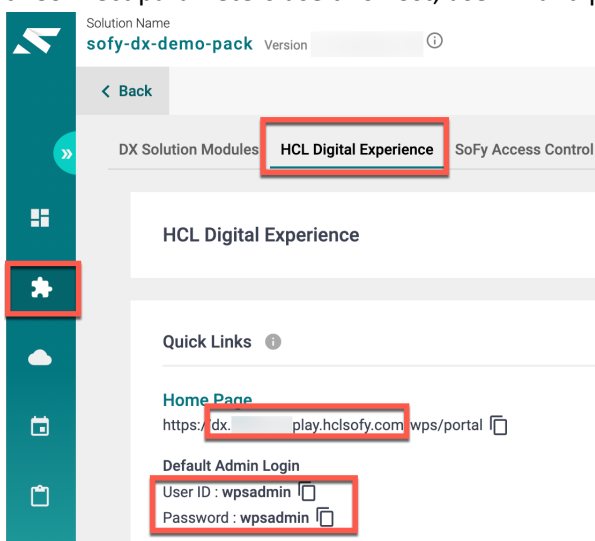 Solution Name
sofy-dx-demo-pack Version
Back
DX Solution Modules HCL Digital Experience SoFy Access Control
HCL Digital Experience
Quick Links
Home Page
https://dx. play.hclsofy.com/wps/portal
Default Admin Login
User ID : wpsadmin
Password : wpsadmin